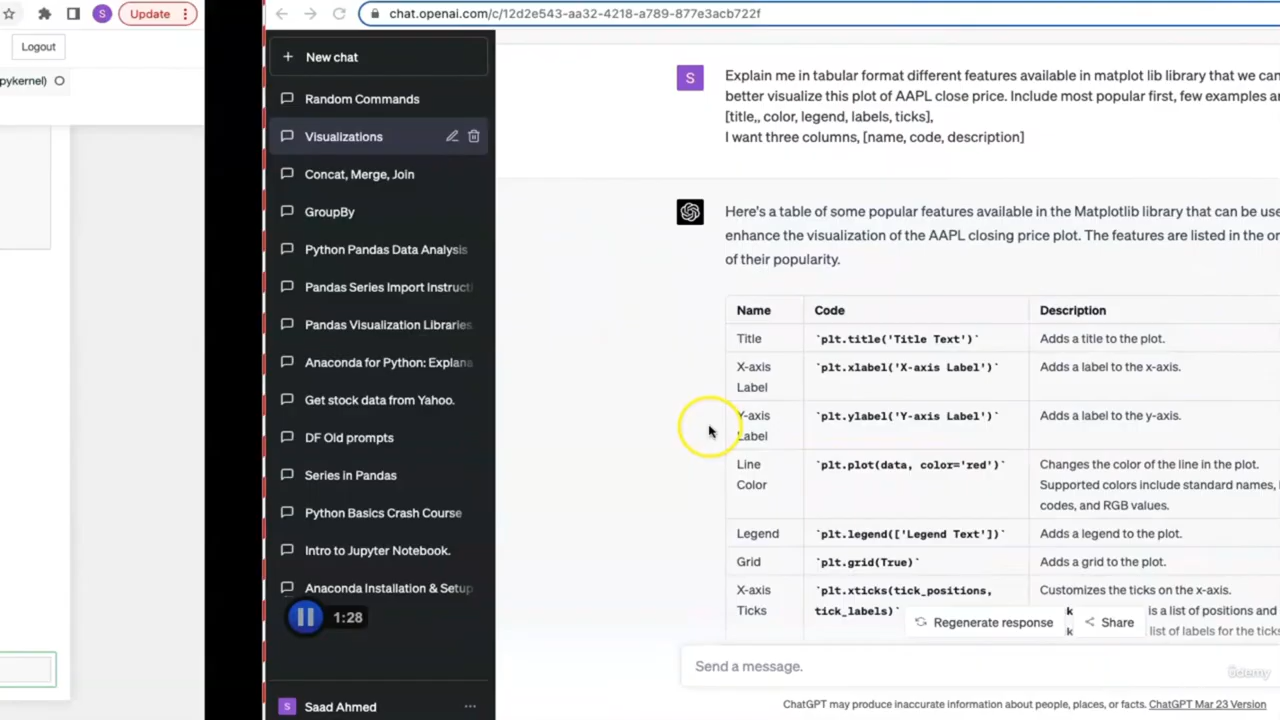 Update
Logout
pykernel)
chat.openai.com/c/12d2e543-aa32-4218-a789-877e3acb722f
New chat
Random Commands
Visualizations
Concat, Merge, Join
GroupBy
Python Pandas Data Analysis
Pandas Series Import Instructi
Pandas Visualization Libraries.
Anaconda for Python: Explana
Get stock data from Yahoo.
DF Old prompts
Series in Pandas
Python Basics Crash Course
Intro to Jupyter Notebook.
Anaconda Installation & Setup
1:28
S
Saad Ahmed
S
Explain me in tabular format different features available in matplot lib library that we can
better visualize this plot of AAPL close price. Include most popular first, few examples a
[title,, color, legend, labels, ticks],
I want three columns, [name, code, description]
Here's a table of some popular features available in the Matplotlib library that can be use
enhance the visualization of the AAPL closing price plot. The features are listed in the or
of their popularity.
Name Code Description
Title `plt.title('Title Text')` Adds a title to the plot.
X-axis Label `plt.xlabel('X-axis Label')` Adds a label to the x-axis.
Y-axis Label `plt.ylabel('Y-axis Label')` Adds a label to the y-axis.
Line Color `plt.plot(data, color='red')` Changes the color of the line in the plot.
Supported colors include standard names,
codes, and RGB values.
Legend `plt.legend(['Legend Text'])` Adds a legend to the plot.
Grid `plt.grid(True)` Adds a grid to the plot.
X-axis Ticks `plt.xticks(tick_positions, Customizes the ticks on the x-axis.
tick_labels)` k is a list of positions and
k list of labels for the ticks
Regenerate response
Share
Send a message.
ûdemy
ChatGPT may produce inaccurate information about people, places, or facts. ChatGPT Mar 23 Version